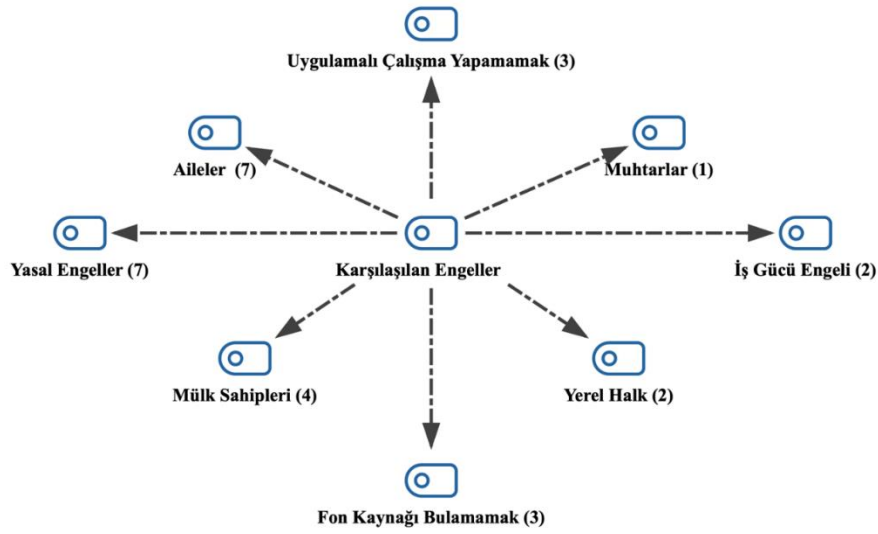 Uygulamalı Çalışma Yapamamak (3)
Aileler (7)
Muhtarlar (1)
Yasal Engeller (7)
Karşılaşılan Engeller
İş Gücü Engeli (2)
Mülk Sahipleri (4)
Yerel Halk (2)
Fon Kaynağı Bulamamak (3)